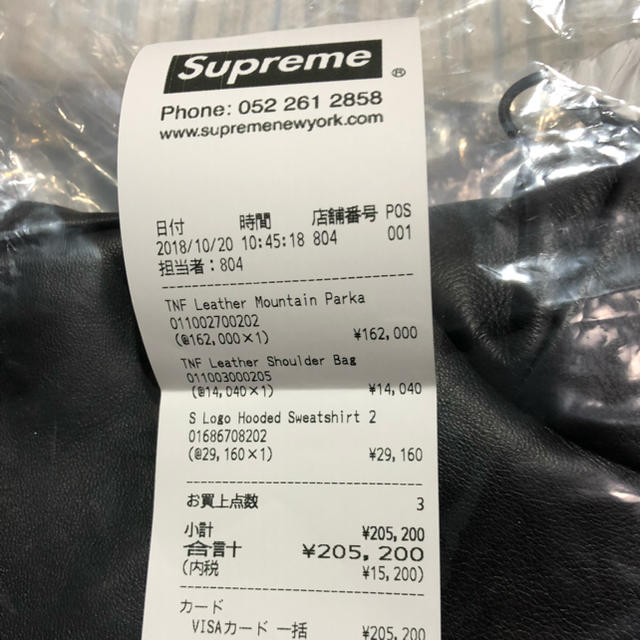 Supreme ®
Phone: 052 261 2858
www.supremenewyork.com
日付 時間 店舗番号 POS
2018/10/20 10:45:18 804 001
担当者：804
TNF Leather Mountain Parka
011002700202
(@162,000×1) ¥162,000
TNF Leather Shoulder Bag
011003000205
(@14,040×1) ¥14,040
S Logo Hooded Sweatshirt 2
01686708202
(@29,160×1) ¥29,160
お買上点数 3
小計 ¥205,200
合計 ¥205,200
(内税 ¥15,200)
カード
VISAカード 一括 ¥205,200